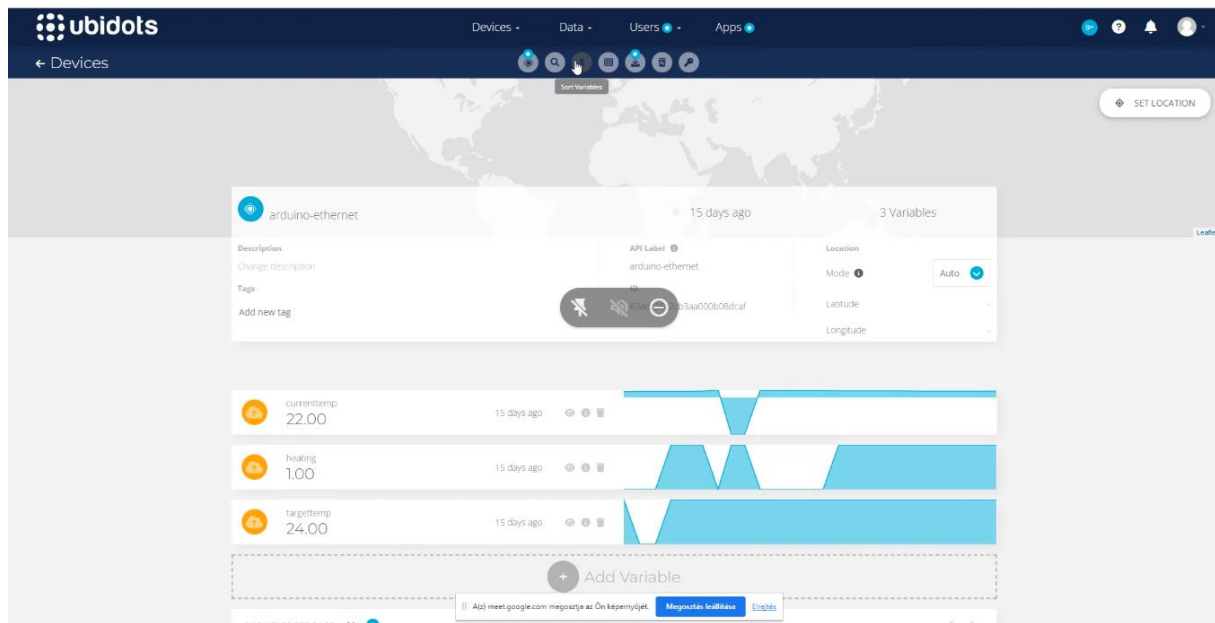 ubidots
Devices
Data
Users
Apps
← Devices
Sort Variables
SET LOCATION
arduino-ethernet
15 days ago
3 Variables
Leafle
Description
Change description
Tags
Add new tag
API Label
arduino-ethernet
ID
b3aa000b08dcaf
Location
Mode
Auto
Latitude
-
Longitude
-
currenttemp
22.00
15 days ago
heating
1.00
15 days ago
targettemp
24.00
15 days ago
+ Add Variable
|| A(z) meet.google.com megosztja az Ön képernyőjét.
Megosztás leállítása
Elrejtés